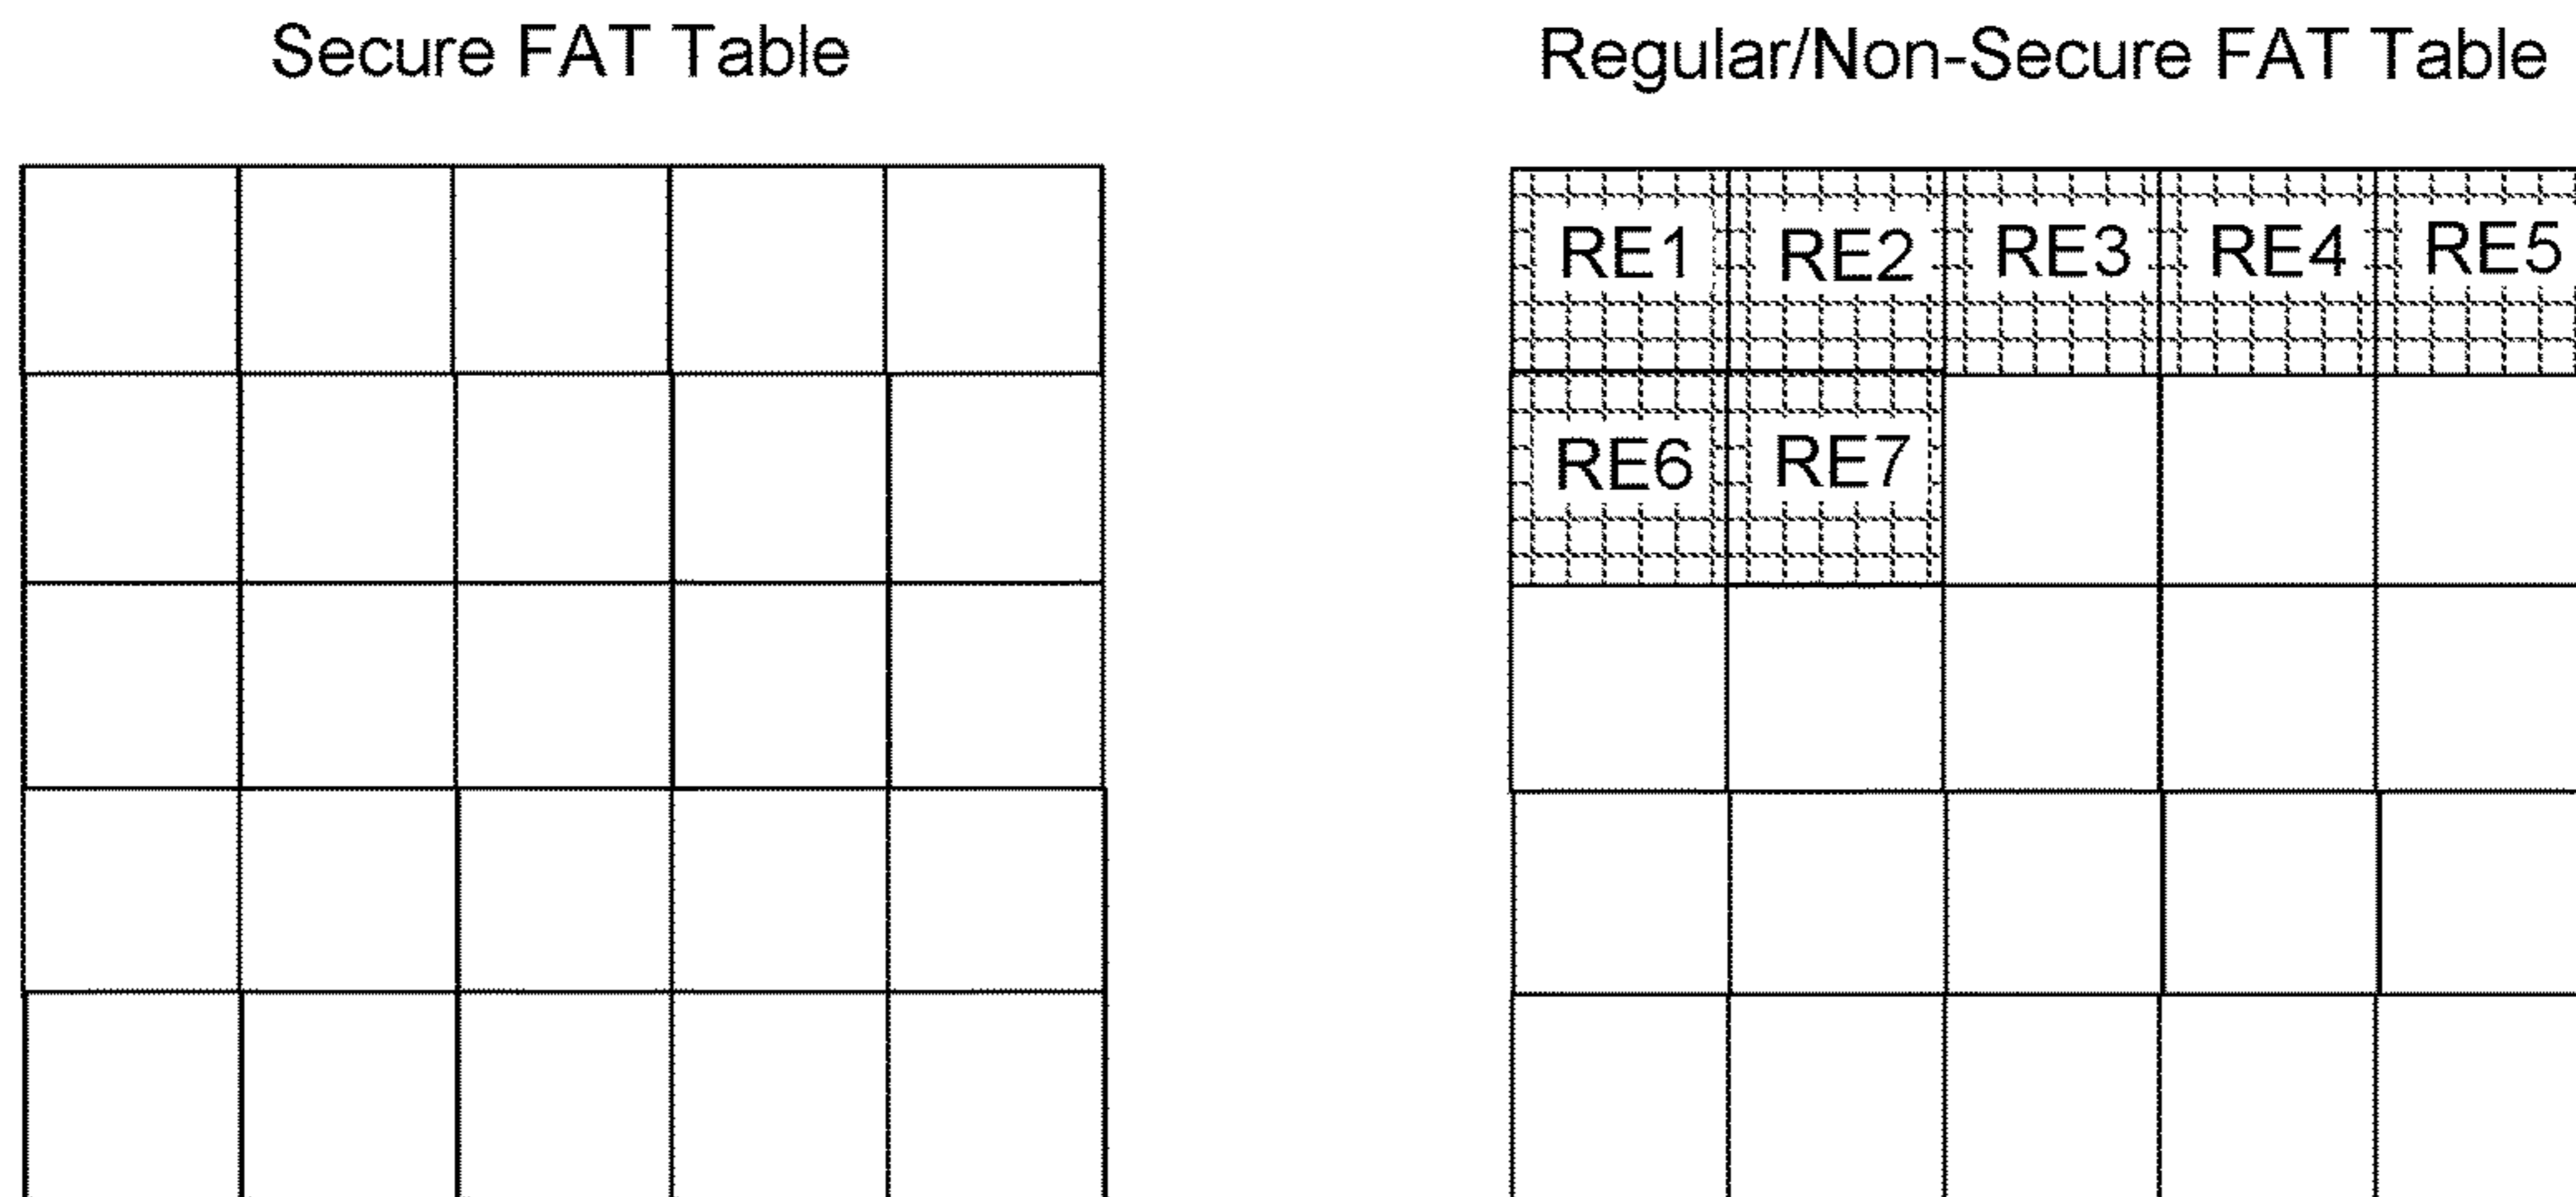 Secure FAT Table
Regular/Non-Secure FAT Table
RE1 RE2 RE3 RE4 RE5
RE6 RE7